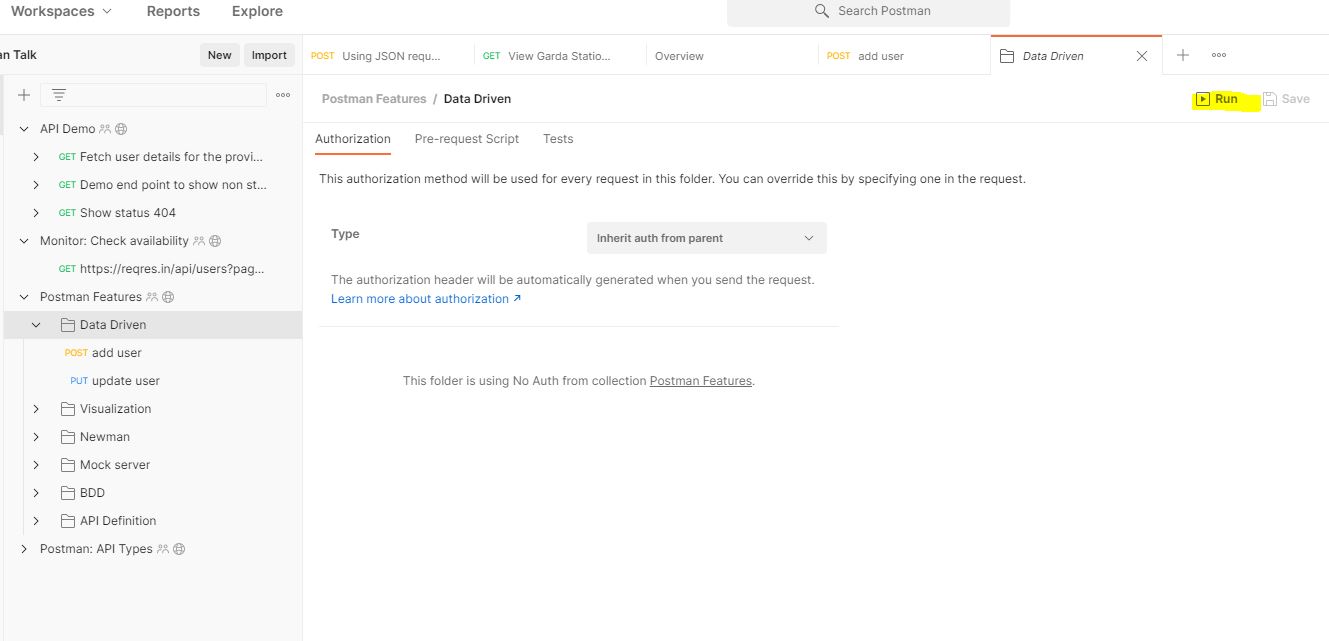 Workspaces Reports Explore Search Postman
an Talk New Import
POST Using JSON requ... GET View Garda Statio... Overview POST add user Data Driven
Postman Features / Data Driven Run Save
API Demo
GET Fetch user details for the provi...
GET Demo end point to show non st...
GET Show status 404
Monitor: Check availability
GET https://reqres.in/api/users?pag...
Postman Features
Data Driven
POST add user
PUT update user
Visualization
Newman
Mock server
BDD
API Definition
Postman: API Types
Authorization Pre-request Script Tests
This authorization method will be used for every request in this folder. You can override this by specifying one in the request.
Type Inherit auth from parent
The authorization header will be automatically generated when you send the request.
Learn more about authorization ↗
This folder is using No Auth from collection Postman Features.